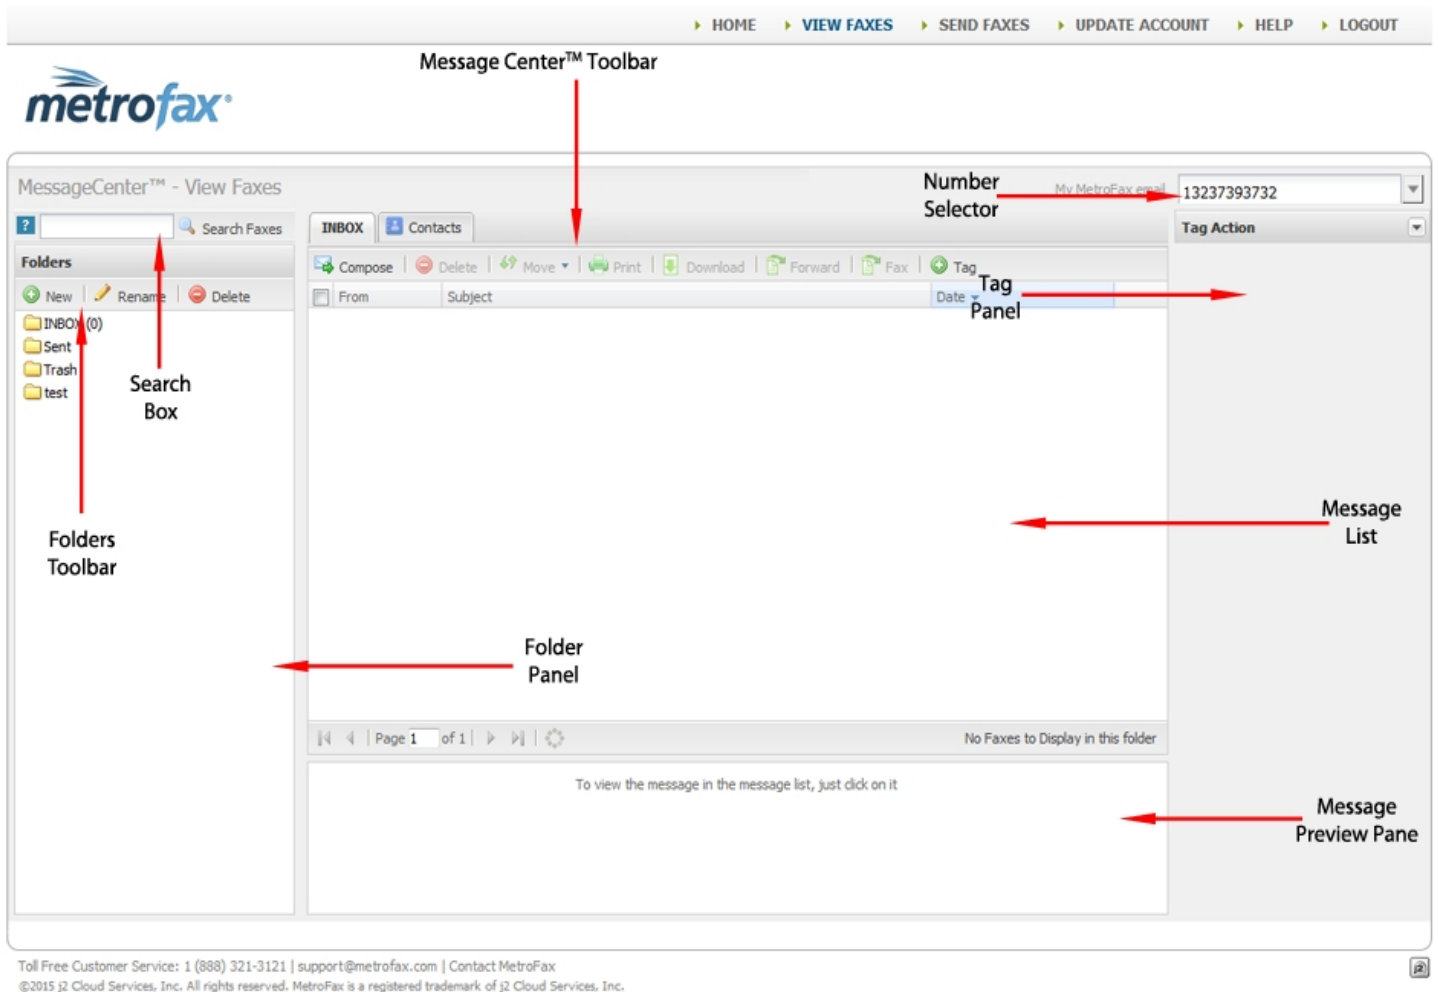 HOME VIEW FAXES SEND FAXES UPDATE ACCOUNT HELP LOGOUT
Message Center™ Toolbar
metrofax
MessageCenter™ - View Faxes
Number
Selector
My MetroFax email
13237393732
? Search Faxes
INBOX Contacts
Tag Action
Folders
Compose Delete Move Print Download Forward Fax Tag
New Rename Delete
From Subject Date
Tag
Panel
INBOX (0)
Sent
Trash
test
Search
Box
Message
List
Folders
Toolbar
Folder
Panel
Page 1 of 1
No Faxes to Display in this folder
To view the message in the message list, just click on it
Message
Preview Pane
Toll Free Customer Service: 1 (888) 321-3121 | support@metrofax.com | Contact MetroFax
j2
©2015 j2 Cloud Services, Inc. All rights reserved. MetroFax is a registered trademark of j2 Cloud Services, Inc.